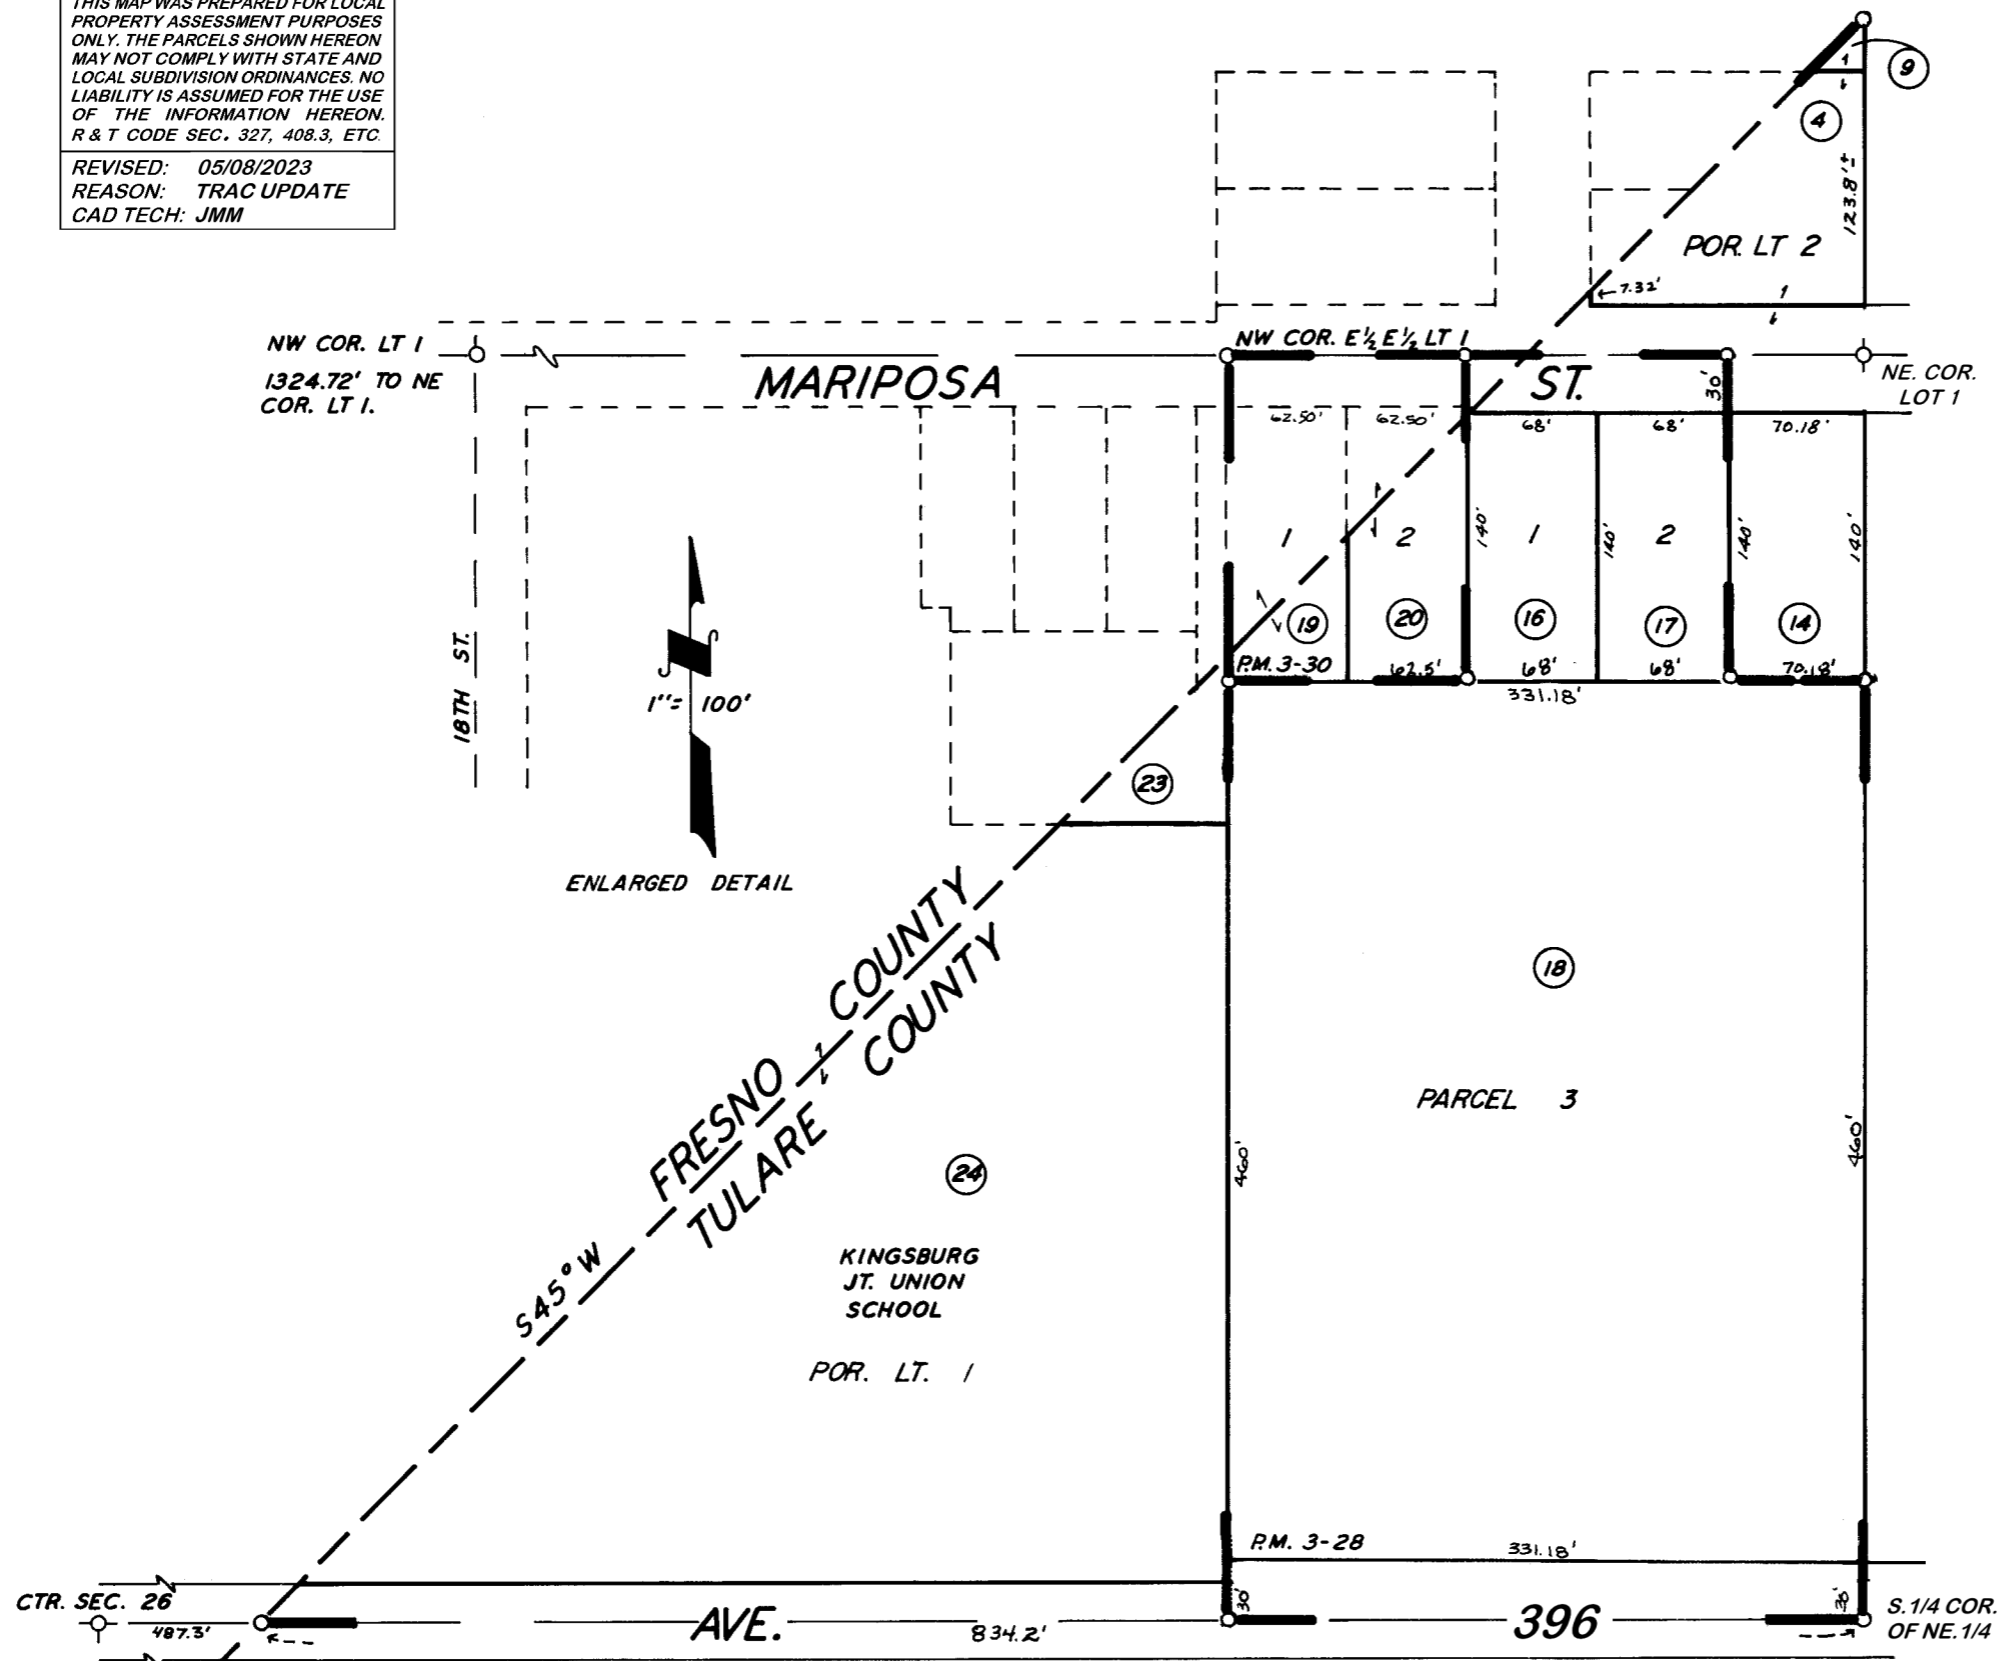 THIS MAP WAS PREPARED FOR LOCAL
PROPERTY ASSESSMENT PURPOSES
ONLY. THE PARCELS SHOWN HEREON
MAY NOT COMPLY WITH STATE AND
LOCAL SUBDIVISION ORDINANCES. NO
LIABILITY IS ASSUMED FOR THE USE
OF THE INFORMATION HEREON.
R & T CODE SEC. 327, 408.3, ETC.
REVISED: 05/08/2023
REASON: TRAC UPDATE
CAD TECH: JMM
9
4
123.8'±
POR. LT 2
7.32'
NW COR. LT 1
1324.72' TO NE
COR. LT 1.
NW COR. E½ E½ LT 1
MARIPOSA ST.
30'
NE. COR.
LOT 1
62.50' 62.50' 68' 68' 70.18'
1 2 1 2
140' 140' 140' 140'
19 20 16 17 14
P.M. 3-30 62.5' 68' 68' 70.18'
331.18'
18TH ST.
1"= 100'
23
ENLARGED DETAIL
FRESNO COUNTY
TULARE COUNTY
S45°W
18
PARCEL 3
460'
460'
24
KINGSBURG
JT. UNION
SCHOOL
POR. LT. 1
P.M. 3-28 331.18'
CTR. SEC. 26
487.3'
AVE. 834.2' 396
30'
S.1/4 COR.
OF NE.1/4